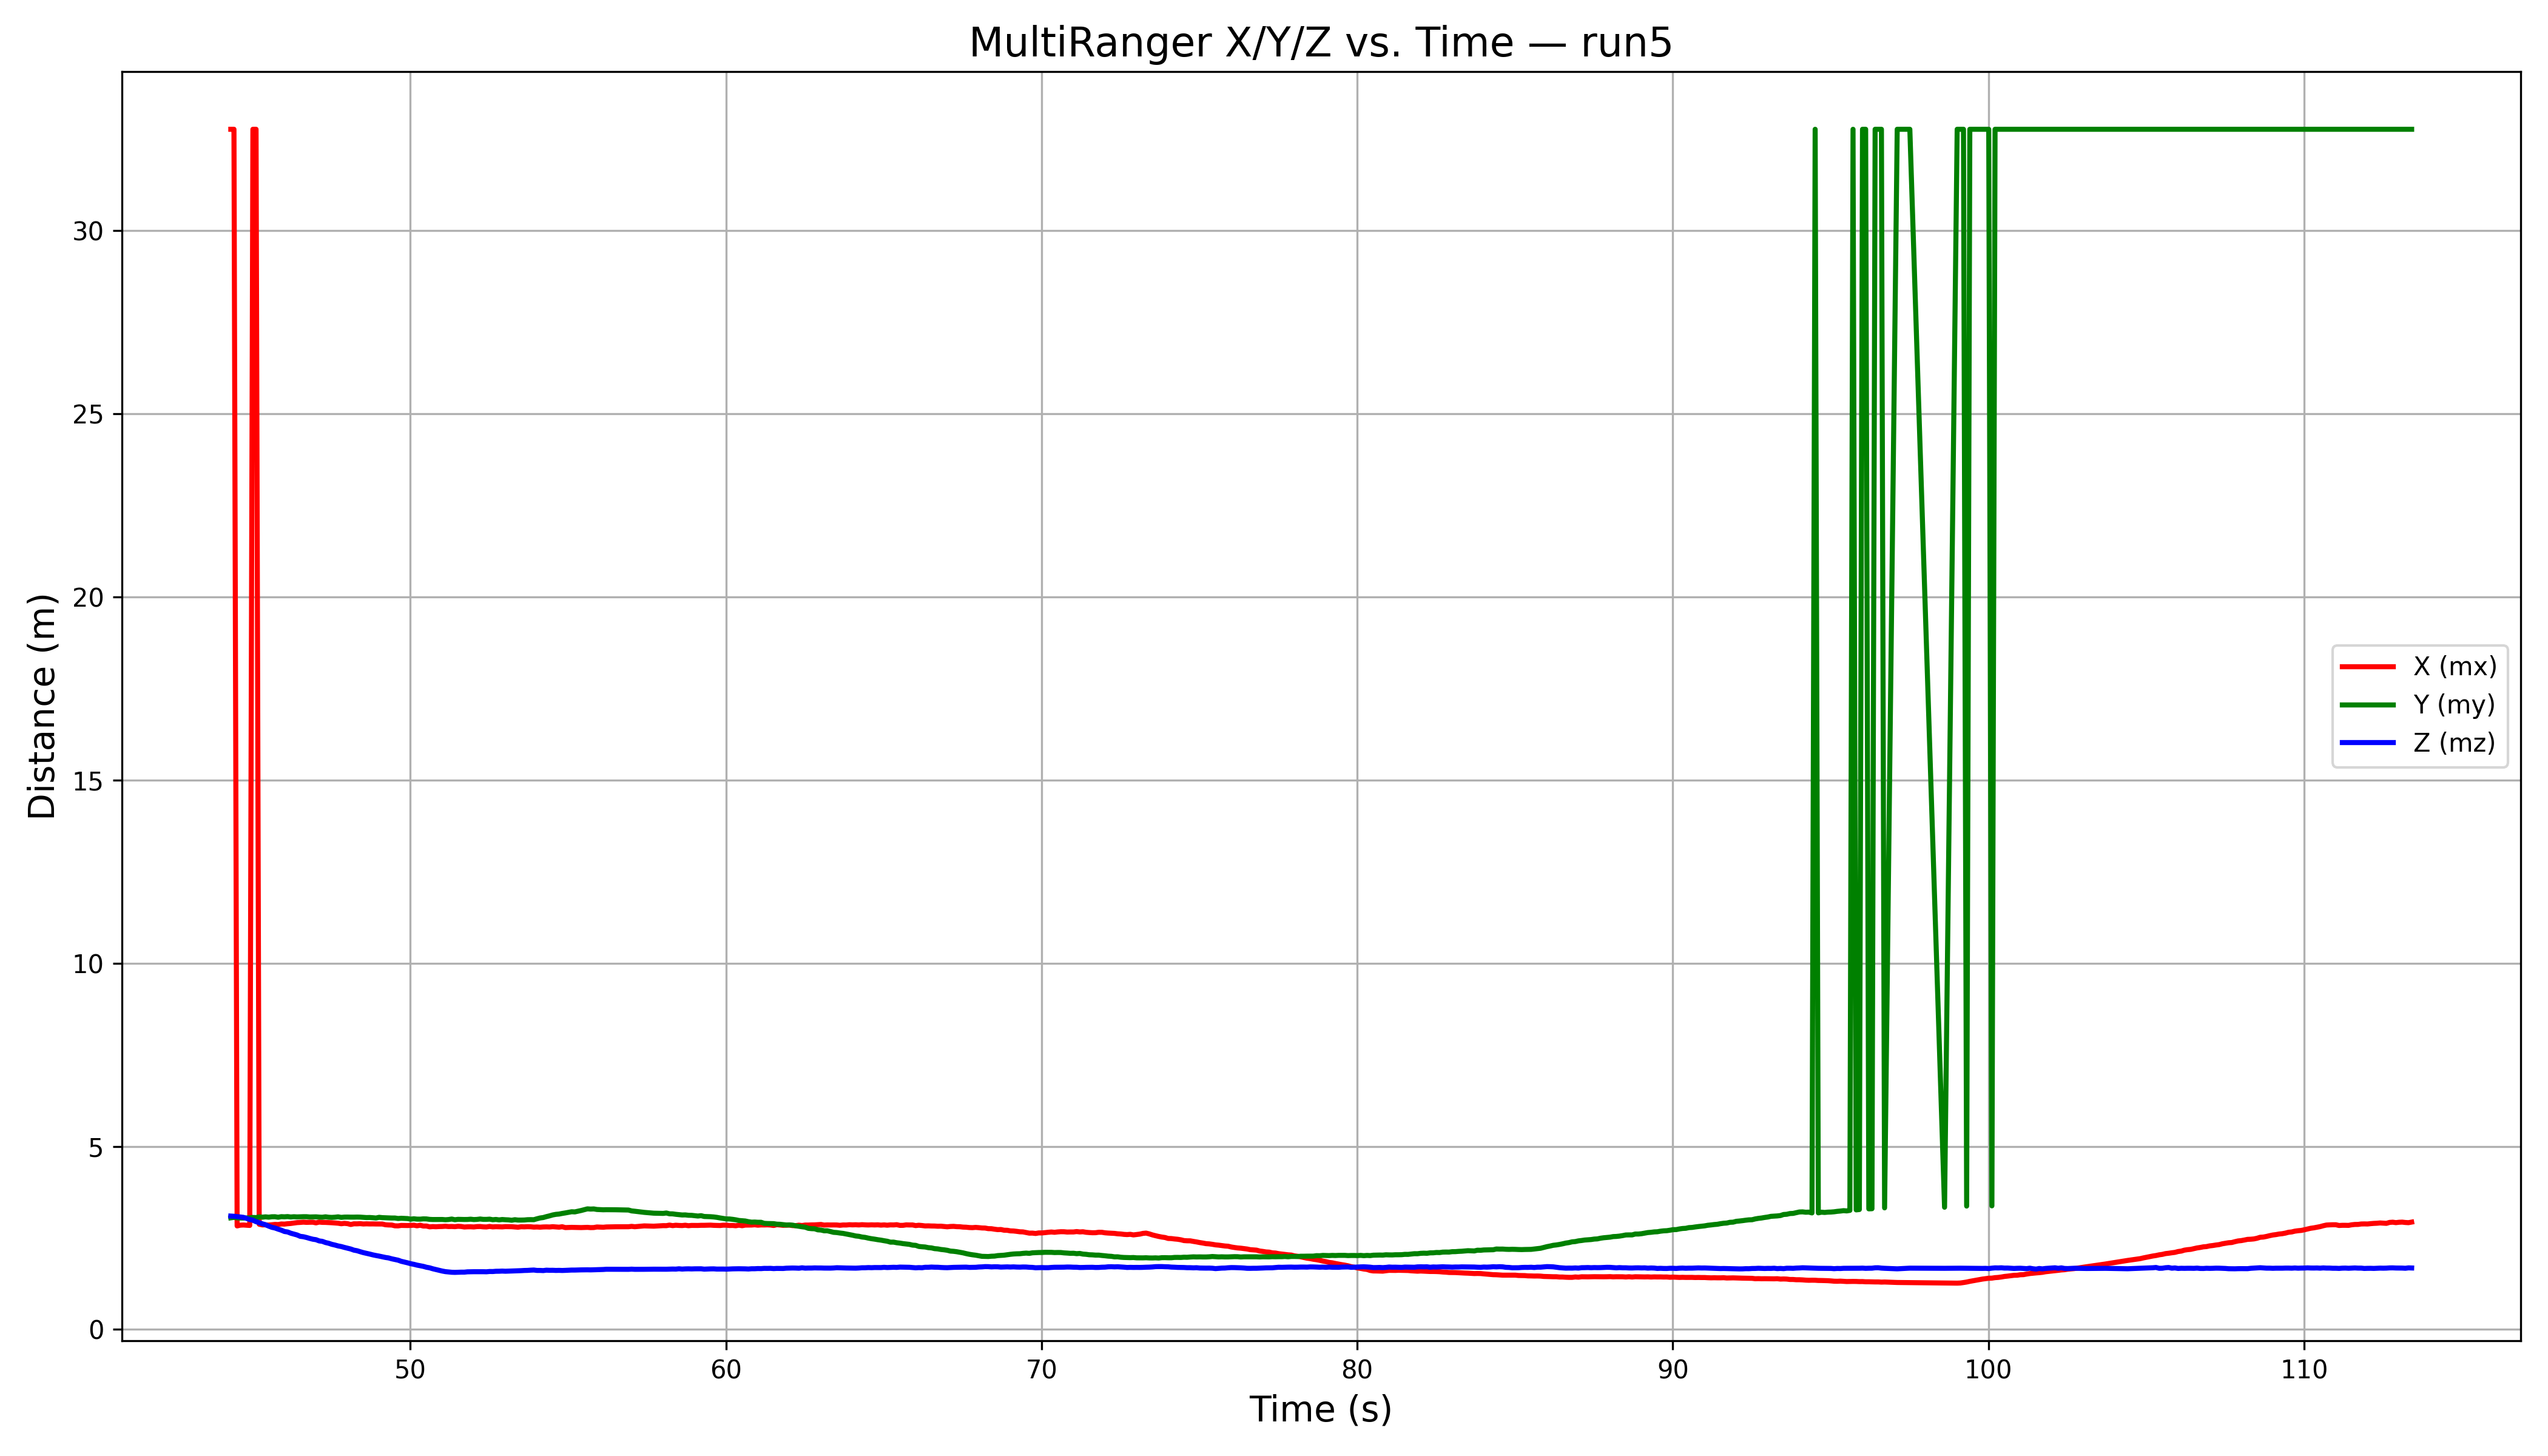 MultiRanger X/Y/Z vs. Time — run5
Distance (m)
30
25
20
15
10
5
0
X (mx)
Y (my)
Z (mz)
50 60 70 80 90 100 110
Time (s)